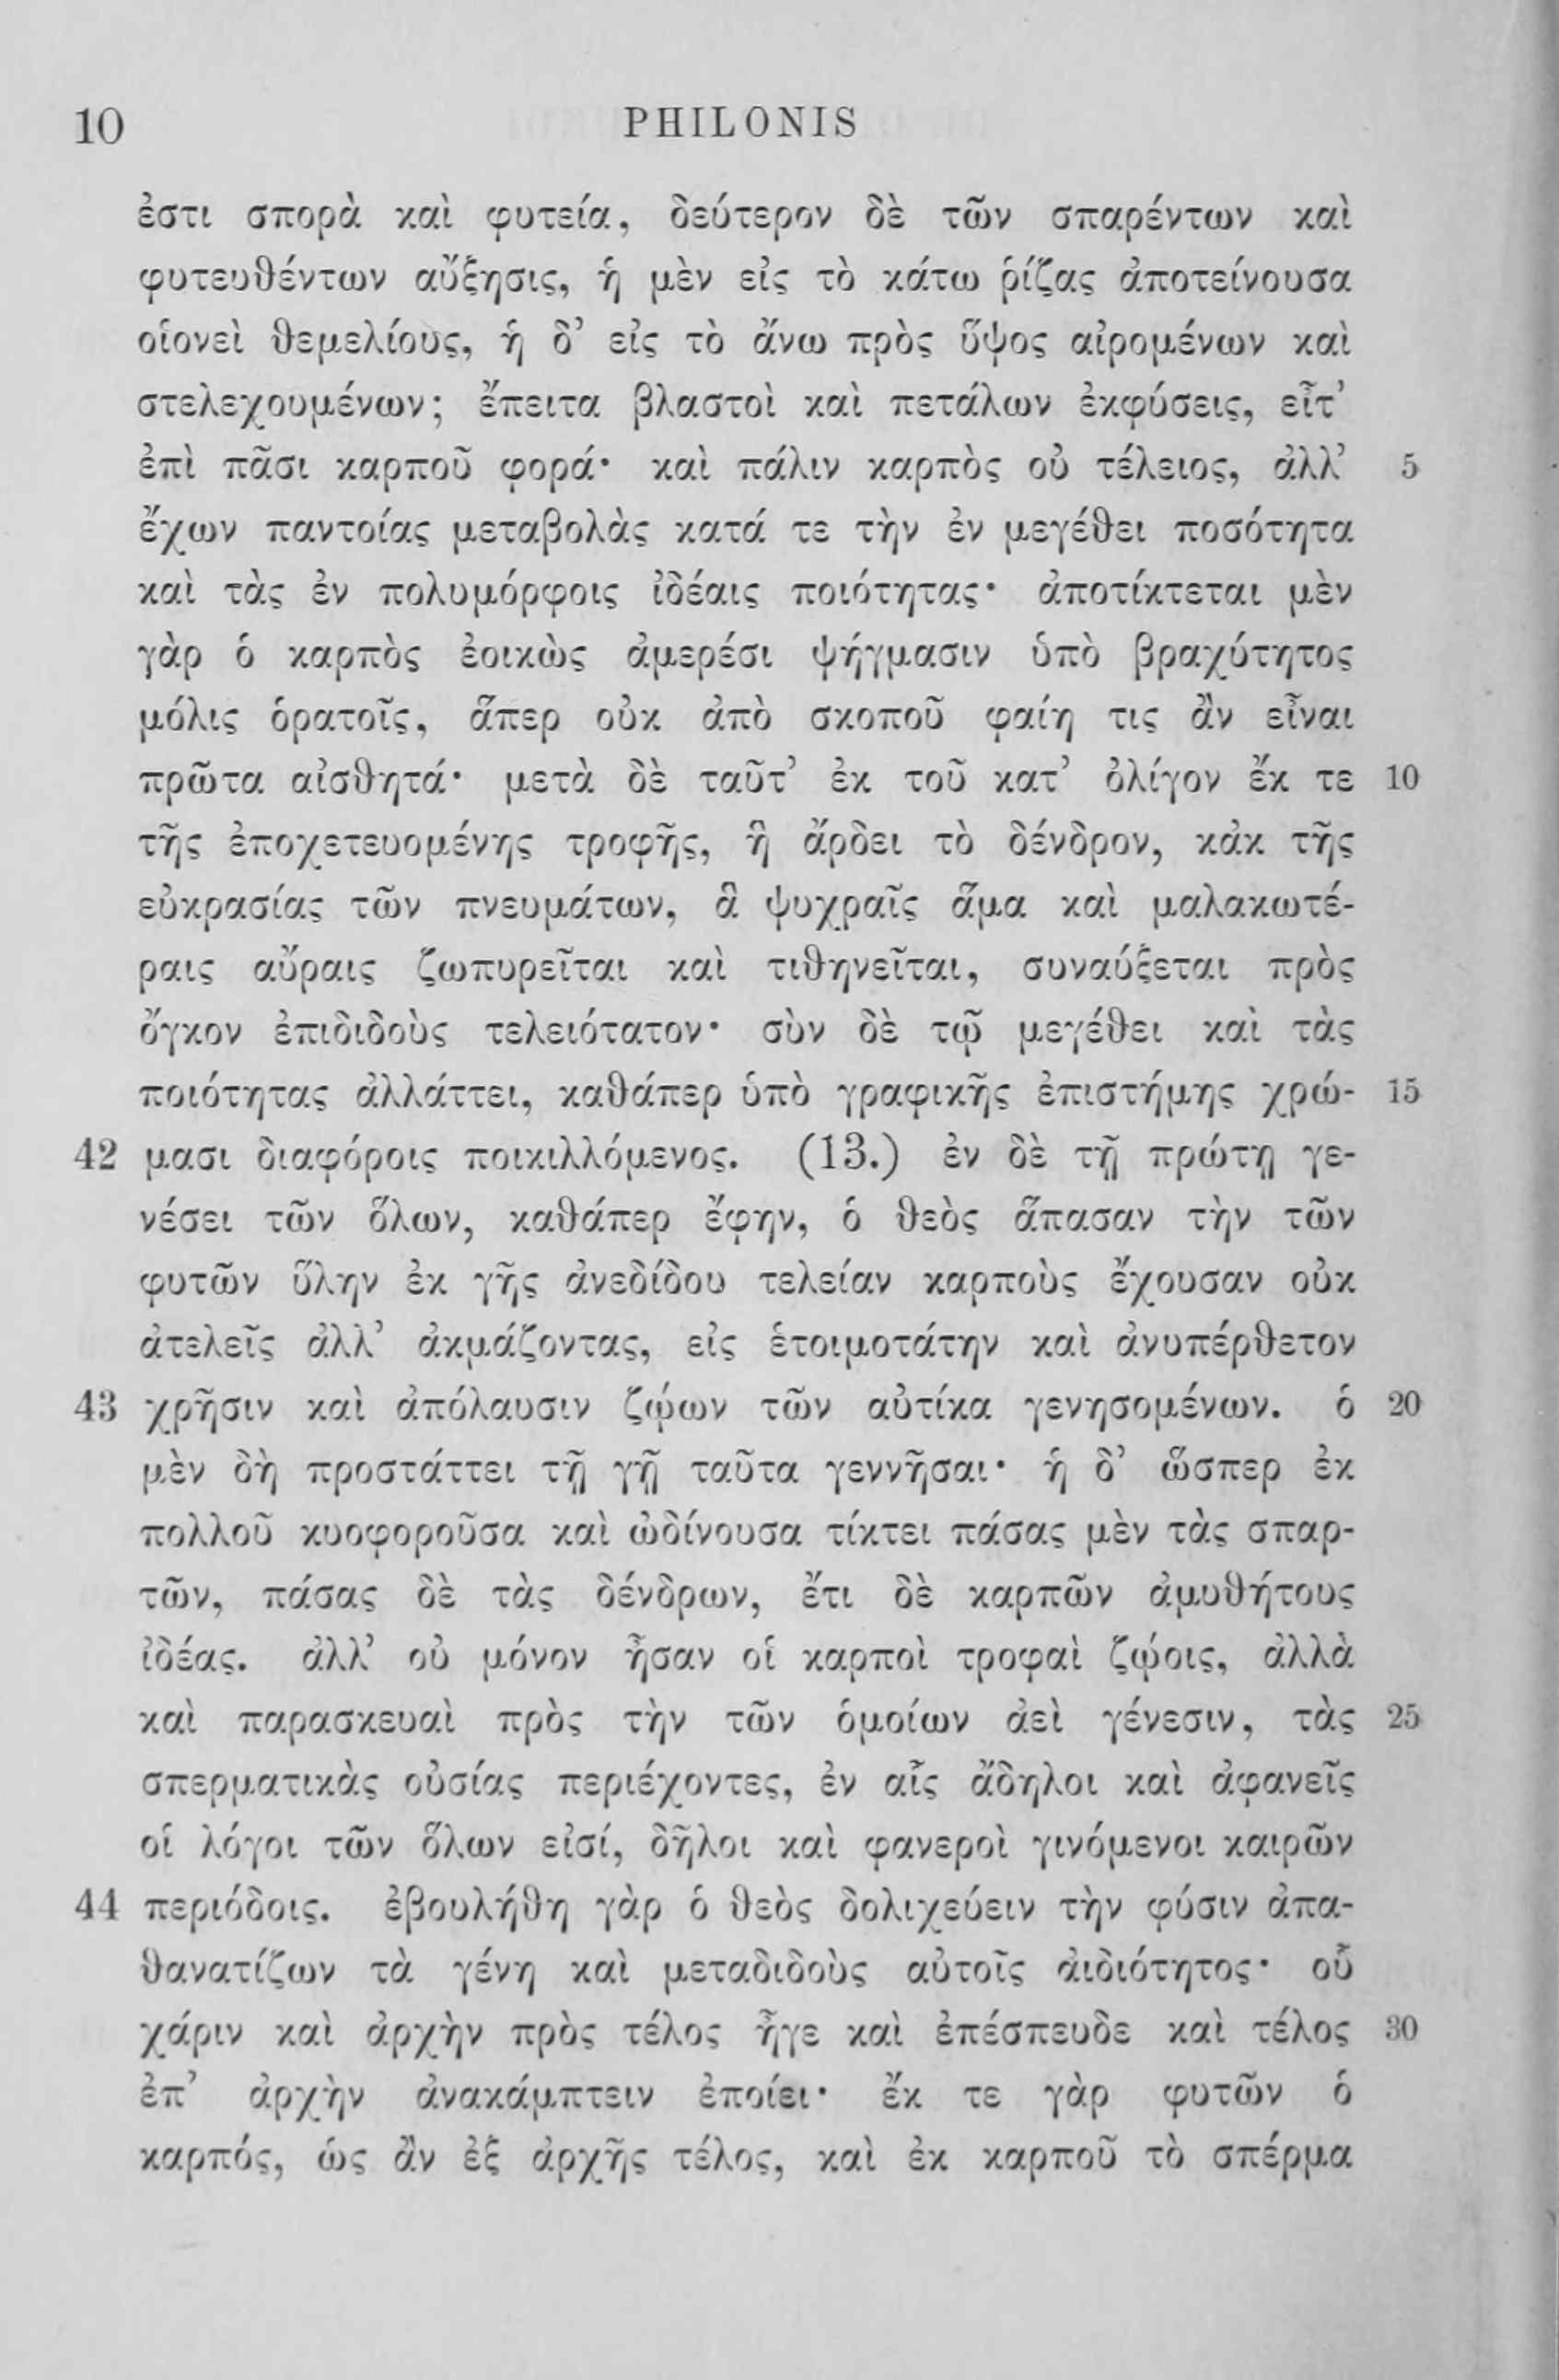 10 PHILONIS
ἐστι σπορὰ καὶ φυτεία, δεύτερον δὲ τῶν σπαρέντων καὶ
φυτευθέντων αὔξησις, ἡ μὲν εἰς τὸ κάτω ῥίζας ἀποτείνουσα
οἱονεὶ θεμελίους, ἡ δ’ εἰς τὸ ἄνω πρὸς ὕψος αἰρομένων καὶ
στελεχουμένων; ἔπειτα βλαστοὶ καὶ πετάλων ἐκφύσεις, εἶτ’
ἐπὶ πᾶσι καρποῦ φορά· καὶ πάλιν καρπὸς οὐ τέλειος, ἀλλ’ 5
ἔχων παντοίας μεταβολὰς κατά τε τὴν ἐν μεγέθει ποσότητα
καὶ τὰς ἐν πολυμόρφοις ἰδέαις ποιότητας· ἀποτίκτεται μὲν
γὰρ ὁ καρπὸς ἐοικὼς ἀμερέσι ψήγμασιν ὑπὸ βραχύτητος
μόλις ὁρατοῖς, ἅπερ οὐκ ἀπὸ σκοποῦ φαίη τις ἂν εἶναι
πρῶτα αἰσθητά· μετὰ δὲ ταῦτ’ ἐκ τοῦ κατ’ ὀλίγον ἔκ τε 10
τῆς ἐποχετευομένης τροφῆς, ἣ ἄρδει τὸ δένδρον, κἀκ τῆς
εὐκρασίας τῶν πνευμάτων, ἃ ψυχραῖς ἅμα καὶ μαλακωτέ-
ραις αὔραις ζωπυρεῖται καὶ τιθηνεῖται, συναύξεται πρὸς
ὄγκον ἐπιδιδοὺς τελειότατον· σὺν δὲ τῷ μεγέθει καὶ τὰς
ποιότητας ἀλλάττει, καθάπερ ὑπὸ γραφικῆς ἐπιστήμης χρώ- 15
42 μασι διαφόροις ποικιλλόμενος. (13.) ἐν δὲ τῇ πρώτῃ γε-
νέσει τῶν ὅλων, καθάπερ ἔφην, ὁ θεὸς ἅπασαν τὴν τῶν
φυτῶν ὕλην ἐκ γῆς ἀνεδίδου τελείαν καρποὺς ἔχουσαν οὐκ
ἀτελεῖς ἀλλ’ ἀκμάζοντας, εἰς ἑτοιμοτάτην καὶ ἀνυπέρθετον
43 χρῆσιν καὶ ἀπόλαυσιν ζῴων τῶν αὐτίκα γενησομένων. ὁ 20
μὲν δὴ προστάττει τῇ γῇ ταῦτα γεννῆσαι· ἡ δ’ ὥσπερ ἐκ
πολλοῦ κυοφοροῦσα καὶ ὠδίνουσα τίκτει πάσας μὲν τὰς σπαρ-
τῶν, πάσας δὲ τὰς δένδρων, ἔτι δὲ καρπῶν ἀμυθήτους
ἰδέας. ἀλλ’ οὐ μόνον ἦσαν οἱ καρποὶ τροφαὶ ζῴοις, ἀλλὰ
καὶ παρασκευαὶ πρὸς τὴν τῶν ὁμοίων ἀεὶ γένεσιν, τὰς 25
σπερματικὰς οὐσίας περιέχοντες, ἐν αἷς ἄδηλοι καὶ ἀφανεῖς
οἱ λόγοι τῶν ὅλων εἰσί, δῆλοι καὶ φανεροὶ γινόμενοι καιρῶν
44 περιόδοις. ἐβουλήθη γὰρ ὁ θεὸς δολιχεύειν τὴν φύσιν ἀπα-
θανατίζων τὰ γένη καὶ μεταδιδοὺς αὐτοῖς ἀιδιότητος· οὗ
χάριν καὶ ἀρχὴν πρὸς τέλος ἦγε καὶ ἐπέσπευδε καὶ τέλος 30
ἐπ’ ἀρχὴν ἀνακάμπτειν ἐποίει· ἔκ τε γὰρ φυτῶν ὁ
καρπός, ὡς ἂν ἐξ ἀρχῆς τέλος, καὶ ἐκ καρποῦ τὸ σπέρμα